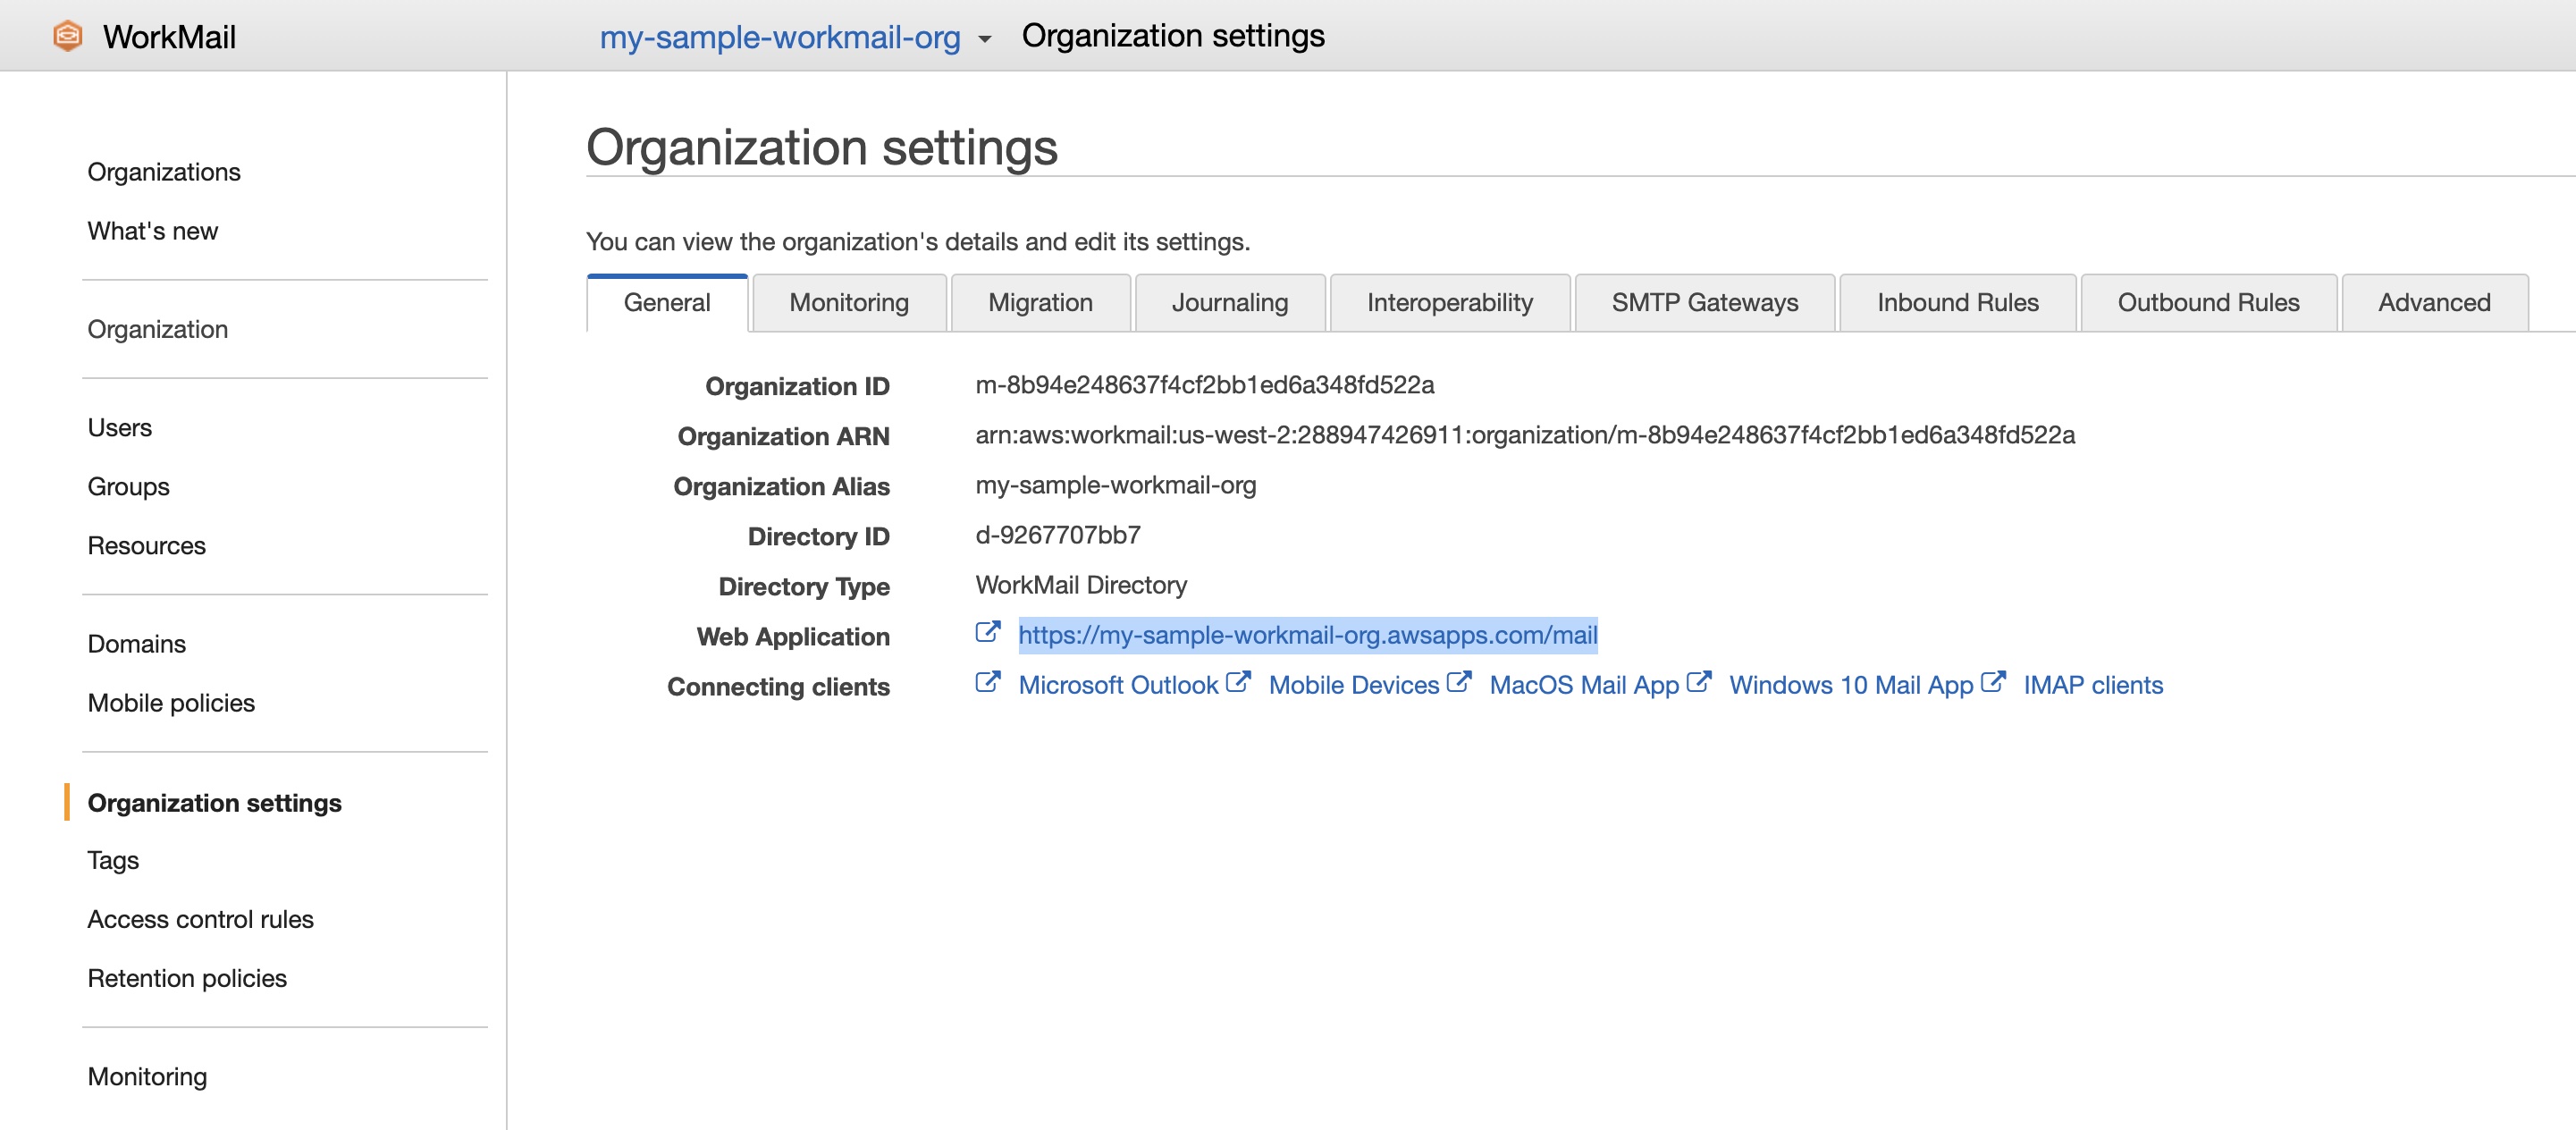 WorkMail
my-sample-workmail-org Organization settings
Organizations
What's new
Organization
Users
Groups
Resources
Domains
Mobile policies
Organization settings
Tags
Access control rules
Retention policies
Monitoring
Organization settings
You can view the organization's details and edit its settings.
General Monitoring Migration Journaling Interoperability SMTP Gateways Inbound Rules Outbound Rules Advanced
Organization ID m-8b94e248637f4cf2bb1ed6a348fd522a
Organization ARN arn:aws:workmail:us-west-2:288947426911:organization/m-8b94e248637f4cf2bb1ed6a348fd522a
Organization Alias my-sample-workmail-org
Directory ID d-9267707bb7
Directory Type WorkMail Directory
Web Application https://my-sample-workmail-org.awsapps.com/mail
Connecting clients Microsoft Outlook Mobile Devices MacOS Mail App Windows 10 Mail App IMAP clients